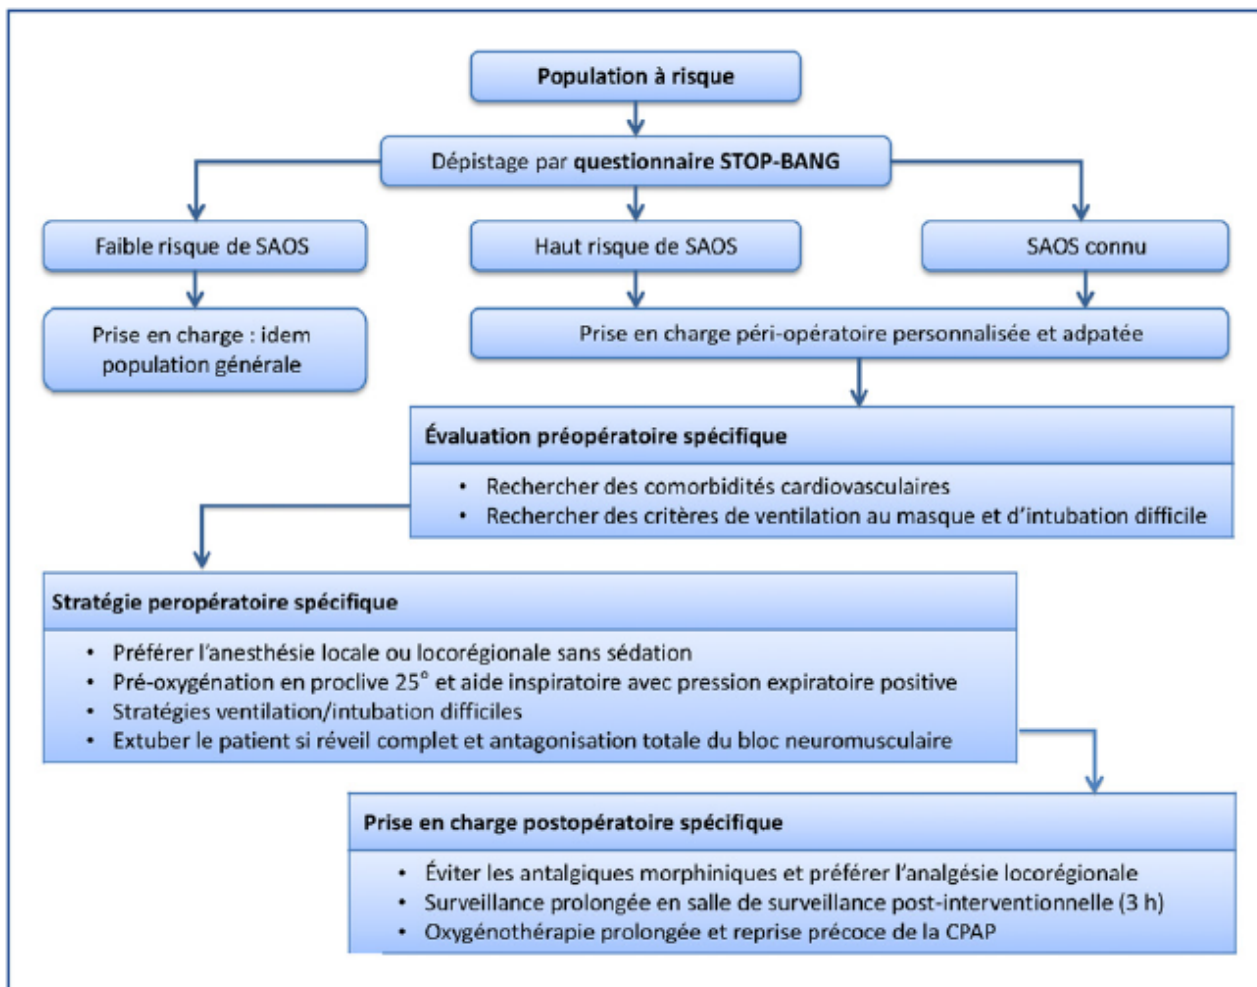 Population à risque
Dépistage par questionnaire STOP-BANG
Faible risque de SAOS
Haut risque de SAOS
SAOS connu
Prise en charge : idem
population générale
Prise en charge péri-opératoire personnalisée et adpatée
Évaluation préopératoire spécifique
• Rechercher des comorbidités cardiovasculaires
• Rechercher des critères de ventilation au masque et d'intubation difficile
Stratégie peropératoire spécifique
• Préférer l'anesthésie locale ou locorégionale sans sédation
• Pré-oxygénation en proclive 25° et aide inspiratoire avec pression expiratoire positive
• Stratégies ventilation/intubation difficiles
• Extuber le patient si réveil complet et antagonisation totale du bloc neuromusculaire
Prise en charge postopératoire spécifique
• Éviter les antalgiques morphiniques et préférer l'analgésie locorégionale
• Surveillance prolongée en salle de surveillance post-interventionnelle (3 h)
• Oxygénothérapie prolongée et reprise précoce de la CPAP